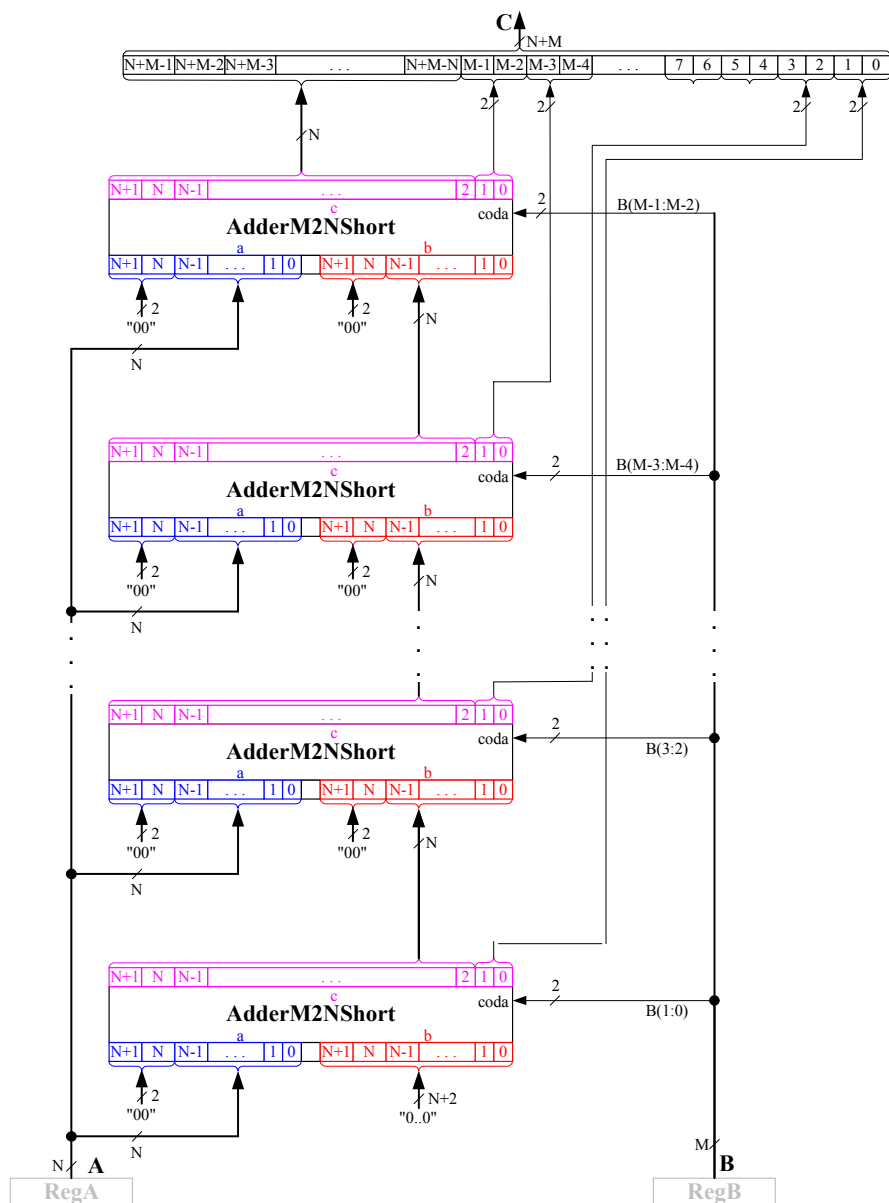 C
N+M
N+M-1 N+M-2 N+M-3 . . . N+M-N M-1 M-2 M-3 M-4 . . . 7 6 5 4 3 2 1 0
N 2 2 2 2
N+1 N N-1 . . . 2 1 0
c
AdderM2NShort coda 2 B(M-1:M-2)
a b
N+1 N N-1 . . . 1 0 N+1 N N-1 . . . 1 0
2 2 N
"00" "00"
N
N+1 N N-1 . . . 2 1 0
c
AdderM2NShort coda 2 B(M-3:M-4)
a b
N+1 N N-1 . . . 1 0 N+1 N N-1 . . . 1 0
2 2 N
"00" "00"
N
N+1 N N-1 . . . 2 1 0
c
AdderM2NShort coda 2 B(3:2)
a b
N+1 N N-1 . . . 1 0 N+1 N N-1 . . . 1 0
2 2 N
"00" "00"
N
N+1 N N-1 . . . 2 1 0
c
AdderM2NShort coda 2 B(1:0)
a b
N+1 N N-1 . . . 1 0 N+1 N N-1 . . . 1 0
2 N+2
"00" "0..0"
N
N A M B
RegA RegB